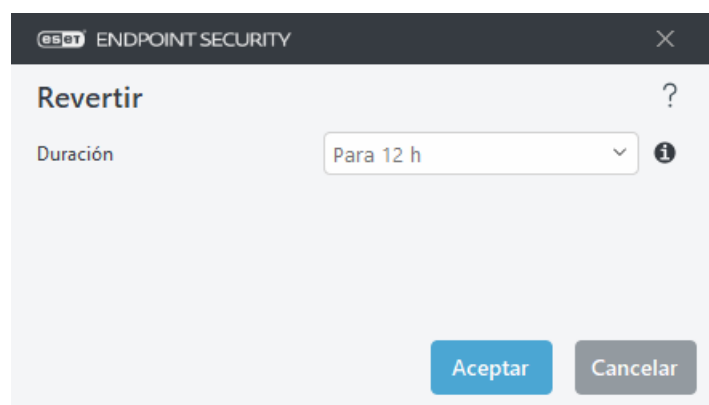 eset ENDPOINT SECURITY
Revertir
?
Duración
Para 12 h
Aceptar
Cancelar